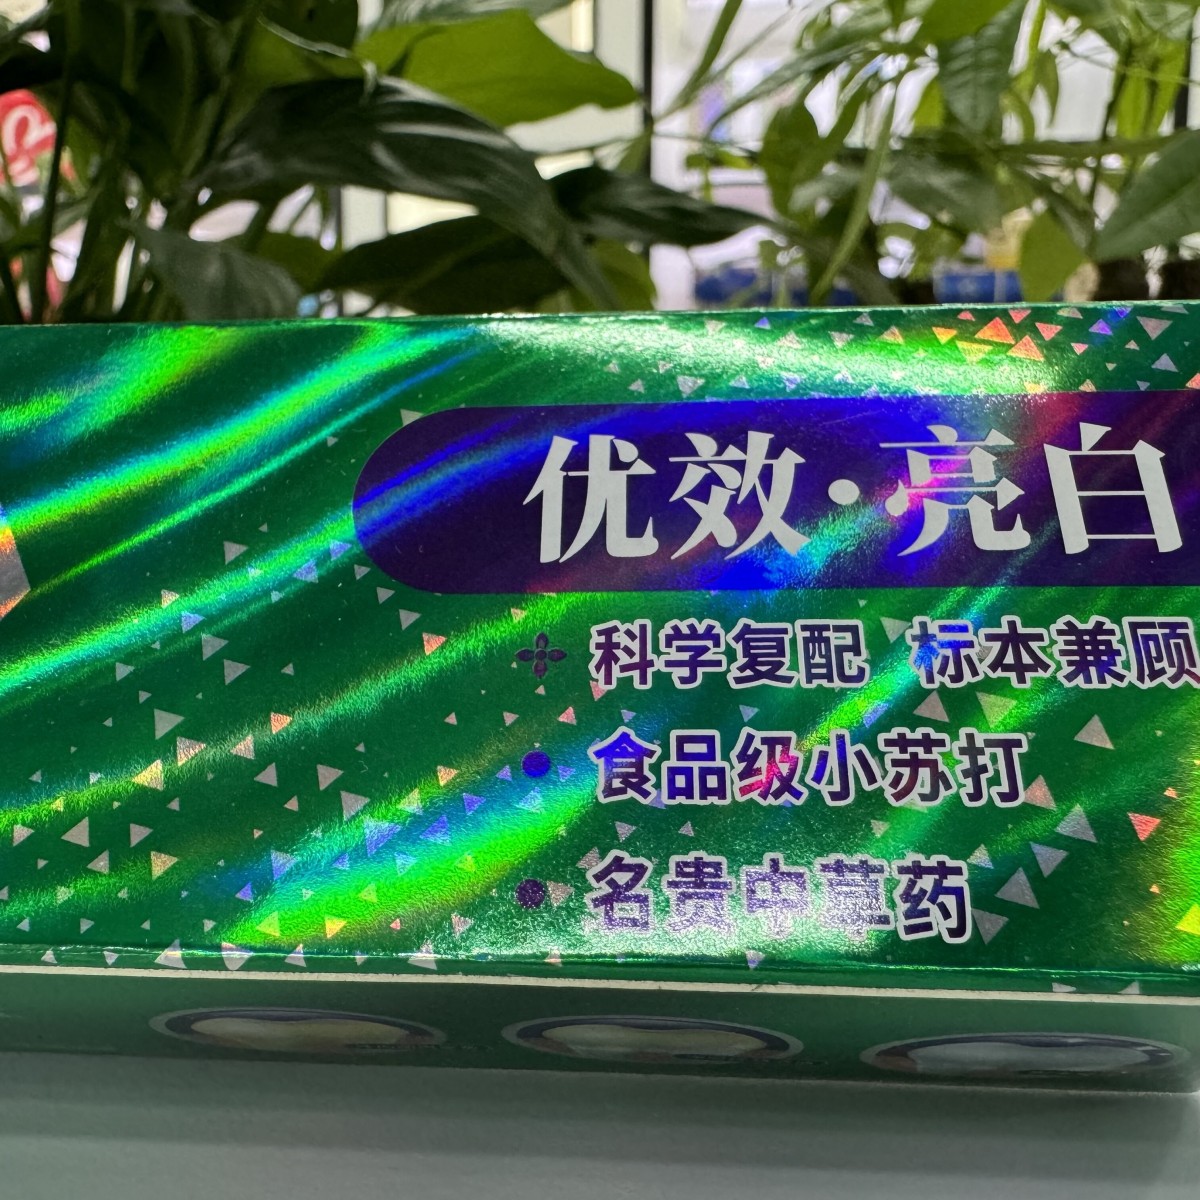 优效·亮白
科学复配 标本兼顾
食品级小苏打
名贵中草药